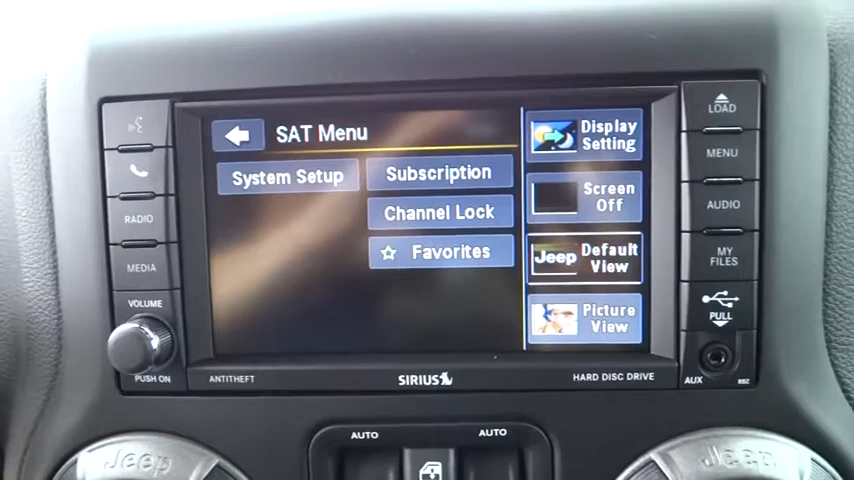 SAT Menu
System Setup
Subscription
Channel Lock
Favorites
Display
Setting
Screen
Off
Jeep
Default
View
Picture
View
RADIO
MEDIA
VOLUME
PUSH ON
ANTITHEFT
SIRIUS
HARD DISC DRIVE
LOAD
MENU
AUDIO
MY
FILES
PULL
AUX
RBZ
AUTO
AUTO
Jeep
Jeep